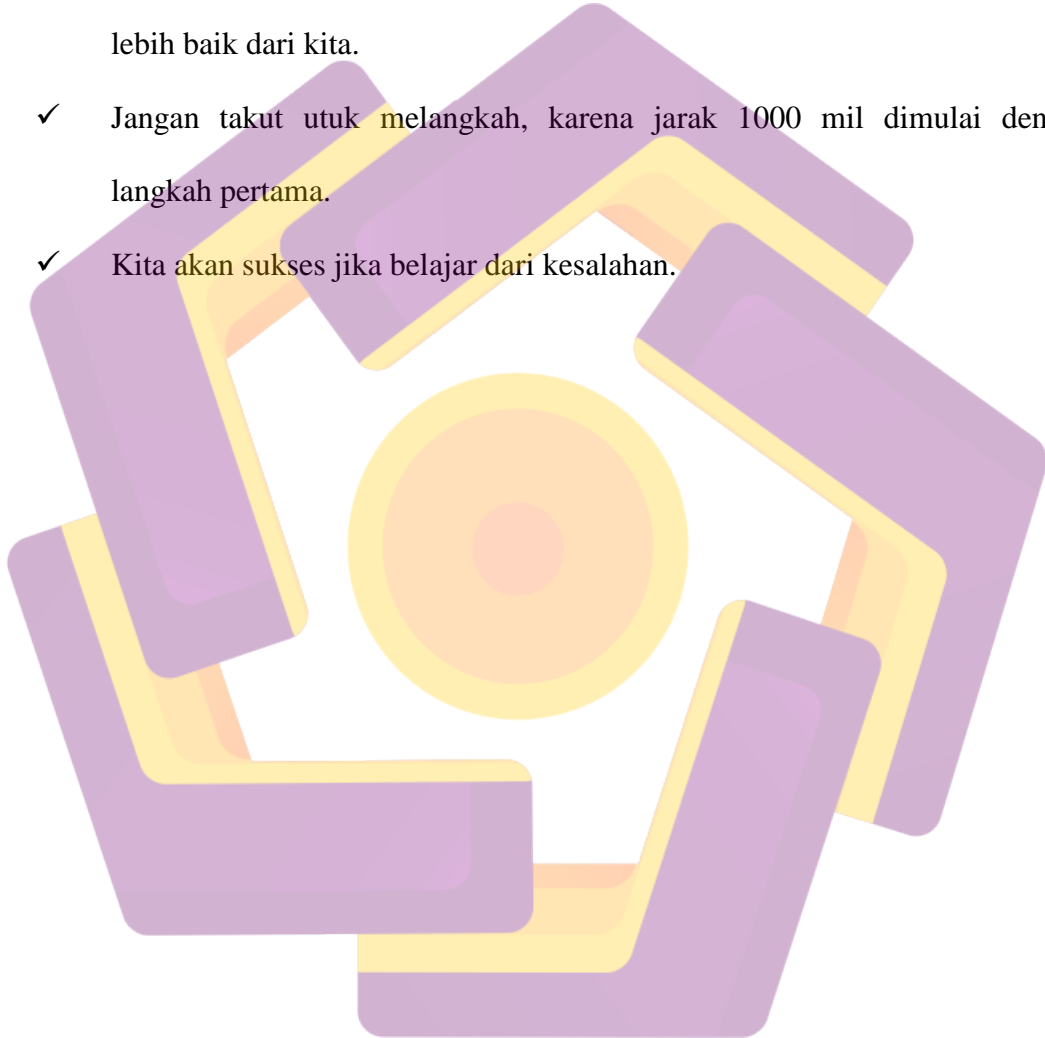 lebih baik dari kita.
✓ Jangan takut utuk melangkah, karena jarak 1000 mil dimulai den
langkah pertama.
✓ Kita akan sukses jika belajar dari kesalahan.